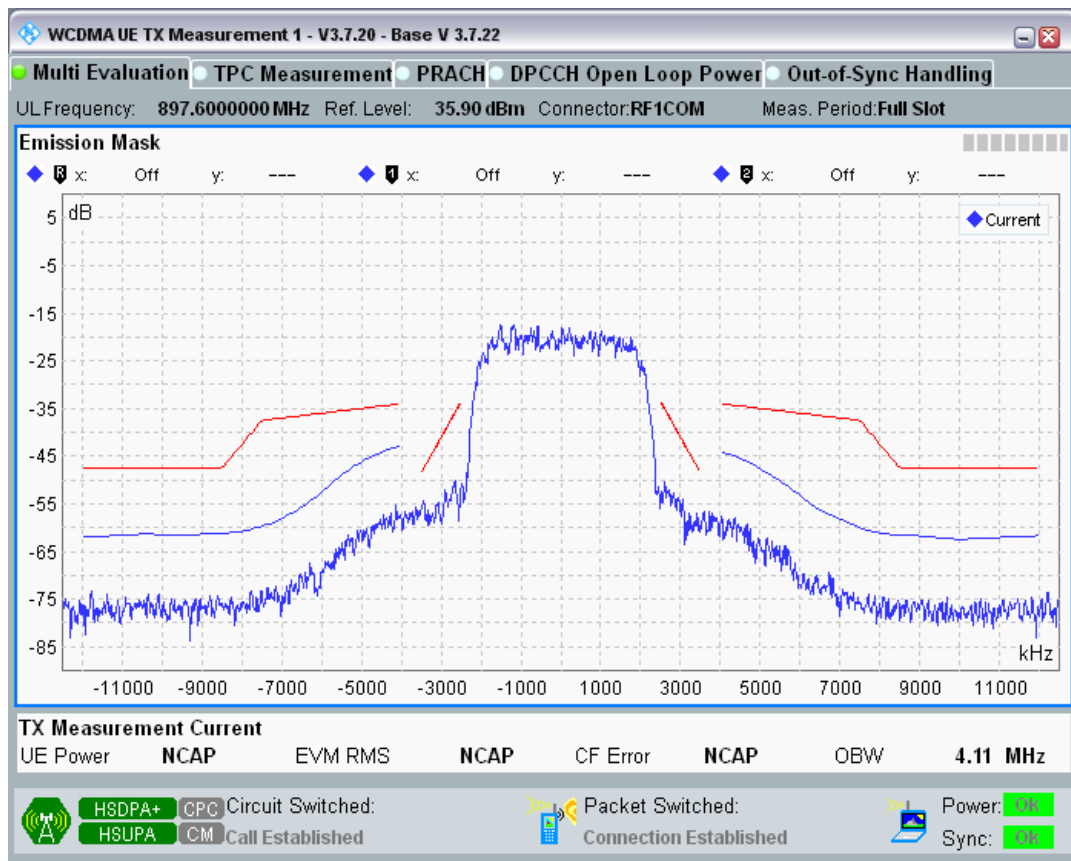 WCDMA UE TX Measurement 1 - V3.7.20 - Base V 3.7.22
Multi Evaluation TPC Measurement PRACH DPCCH Open Loop Power Out-of-Sync Handling
UL Frequency: 897.6000000 MHz Ref. Level: 35.90 dBm Connector: RF1COM Meas. Period: Full Slot
Emission Mask
R x: Off y: --- 1 x: Off y: --- 2 x: Off y: ---
dB
Current
5
-5
-15
-25
-35
-45
-55
-65
-75
-85
kHz
-11000 -9000 -7000 -5000 -3000 -1000 1000 3000 5000 7000 9000 11000
TX Measurement Current
UE Power NCAP EVM RMS NCAP CF Error NCAP OBW 4.11 MHz
HSDPA+ CPC Circuit Switched: Packet Switched: Power: OK
HSUPA CM Call Established Connection Established Sync: OK